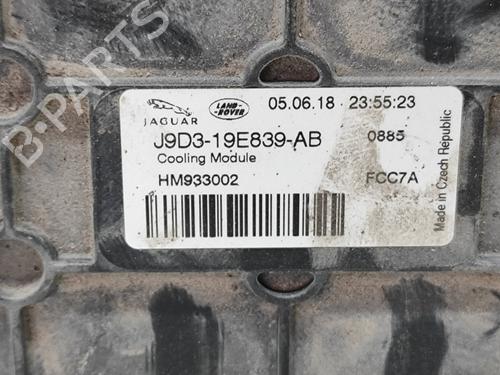 JAGUAR
LAND-
ROVER
05.06.18 - 23:55:23
J9D3-19E839-AB
0885
Cooling Module
HM933002
FCC7A
Made in Czech Republic
B-PARTS